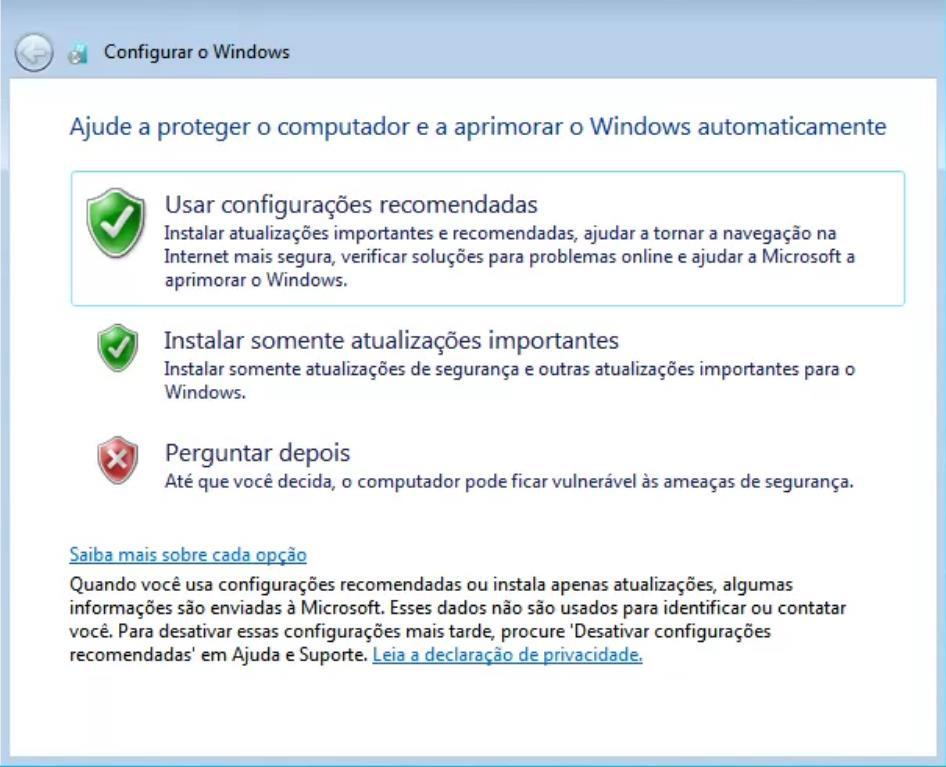 Configurar o Windows
Ajude a proteger o computador e a aprimorar o Windows automaticamente
Usar configurações recomendadas
Instalar atualizações importantes e recomendadas, ajudar a tornar a navegação na
Internet mais segura, verificar soluções para problemas online e ajudar a Microsoft a
aprimorar o Windows.
Instalar somente atualizações importantes
Instalar somente atualizações de segurança e outras atualizações importantes para o
Windows.
Perguntar depois
Até que você decida, o computador pode ficar vulnerável às ameaças de segurança.
Saiba mais sobre cada opção
Quando você usa configurações recomendadas ou instala apenas atualizações, algumas
informações são enviadas à Microsoft. Esses dados não são usados para identificar ou contatar
você. Para desativar essas configurações mais tarde, procure 'Desativar configurações
recomendadas' em Ajuda e Suporte. Leia a declaração de privacidade.